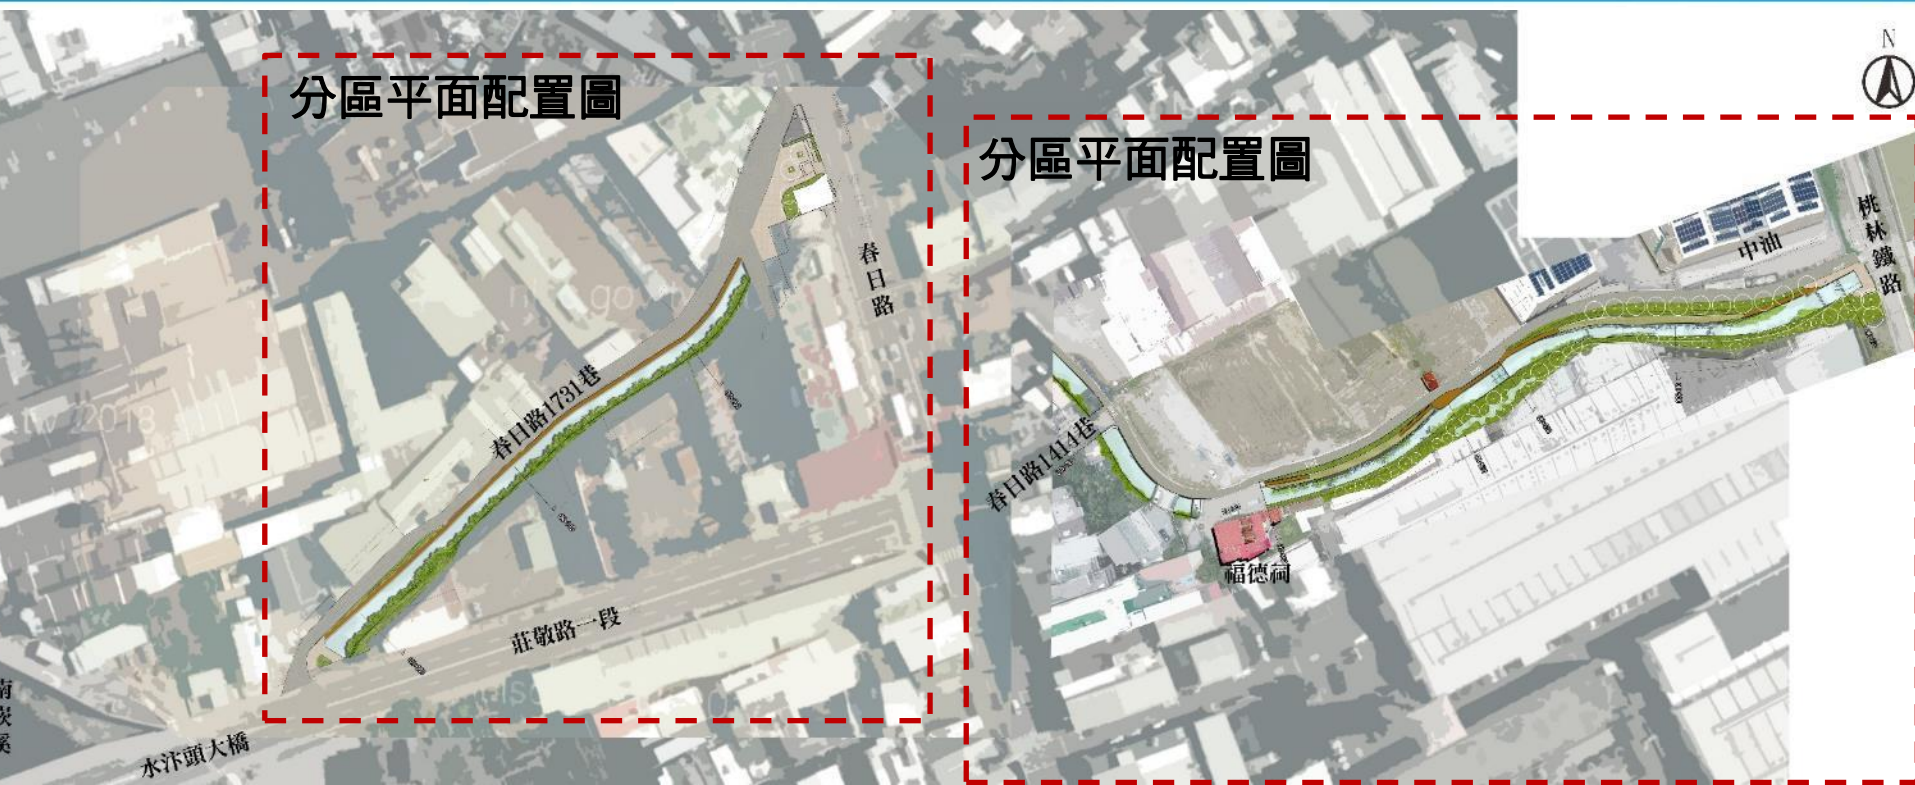 N
分區平面配置圖
分區平面配置圖
桃林鐵路
中油
春日路
春日路1731巷
春日路1414巷
福德祠
莊敬路一段
水汴頭大橋